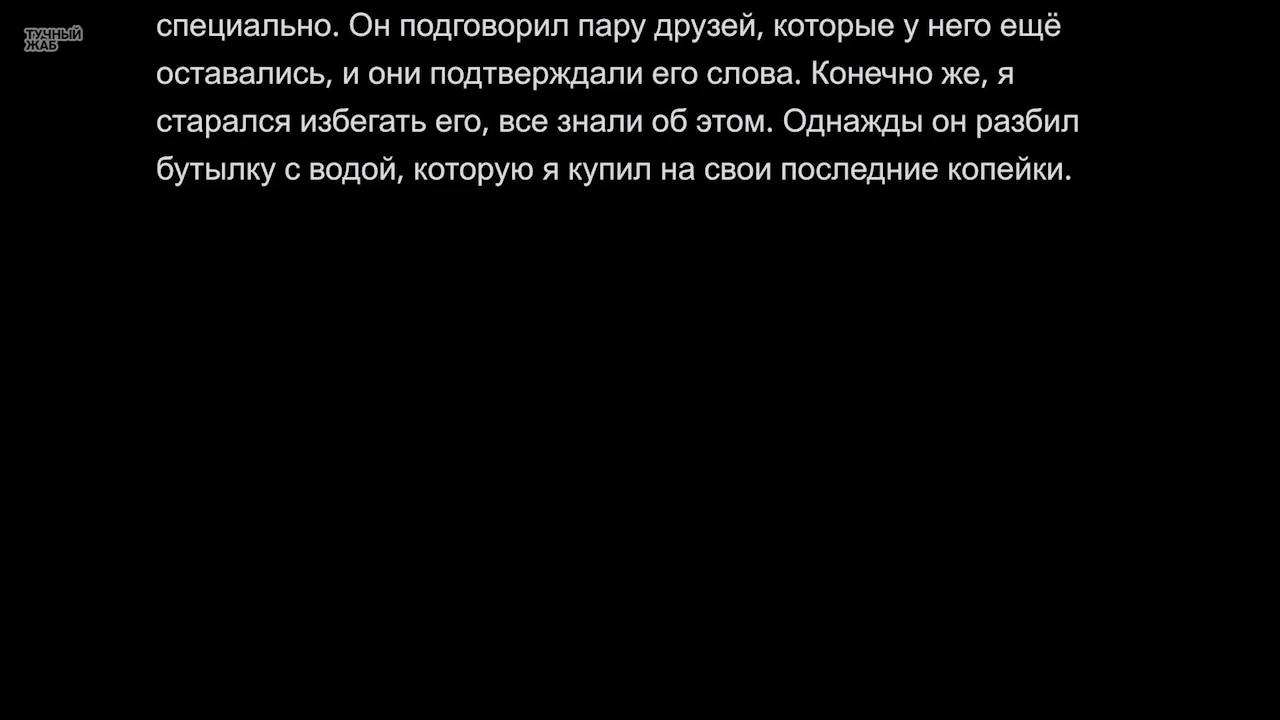 ТУЧНЫЙ
ЖАБ
специально. Он подговорил пару друзей, которые у него ещё
оставались, и они подтверждали его слова. Конечно же, я
старался избегать его, все знали об этом. Однажды он разбил
бутылку с водой, которую я купил на свои последние копейки.